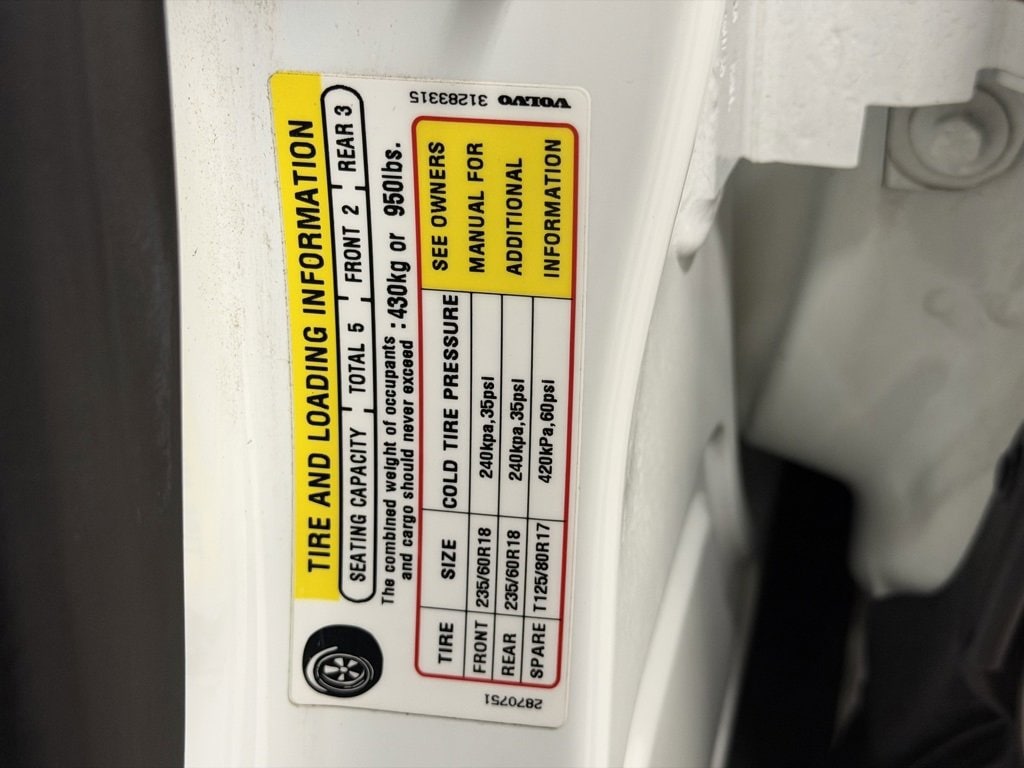 TIRE AND LOADING INFORMATION
SEATING CAPACITY TOTAL 5 FRONT 2 REAR 3
The combined weight of occupants and cargo should never exceed : 430kg or 950lbs.
TIRE SIZE COLD TIRE PRESSURE SEE OWNERS
FRONT 235/60R18 240kpa,35psi MANUAL FOR
REAR 235/60R18 240kpa,35psi ADDITIONAL
SPARE T125/80R17 420kPa,60psi INFORMATION
2870751
VOLVO 31283315